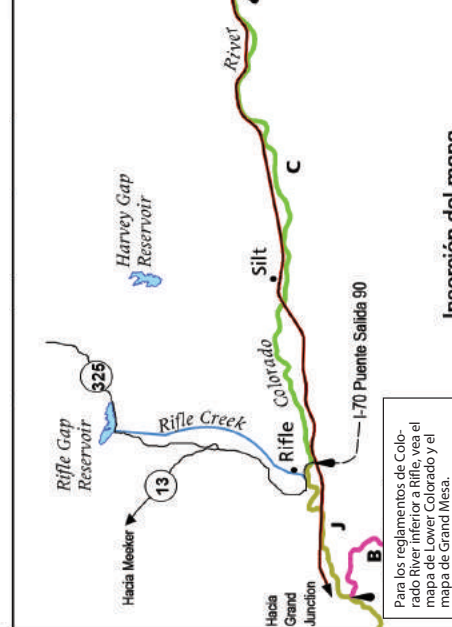 River
Harvey Gap
Reservoir
C
Silt
325
Rifle Gap
Reservoir
Colorado
Rifle Creek
I-70 Puente Salida 90
Rifle
13
Hacia Meeker
J
Hacia
Grand
Junction
B
Para los reglamentos de Colo-
rado River inferior a Rifle, vea el
mapa de Lower Colorado y el
mapa de Grand Mesa.